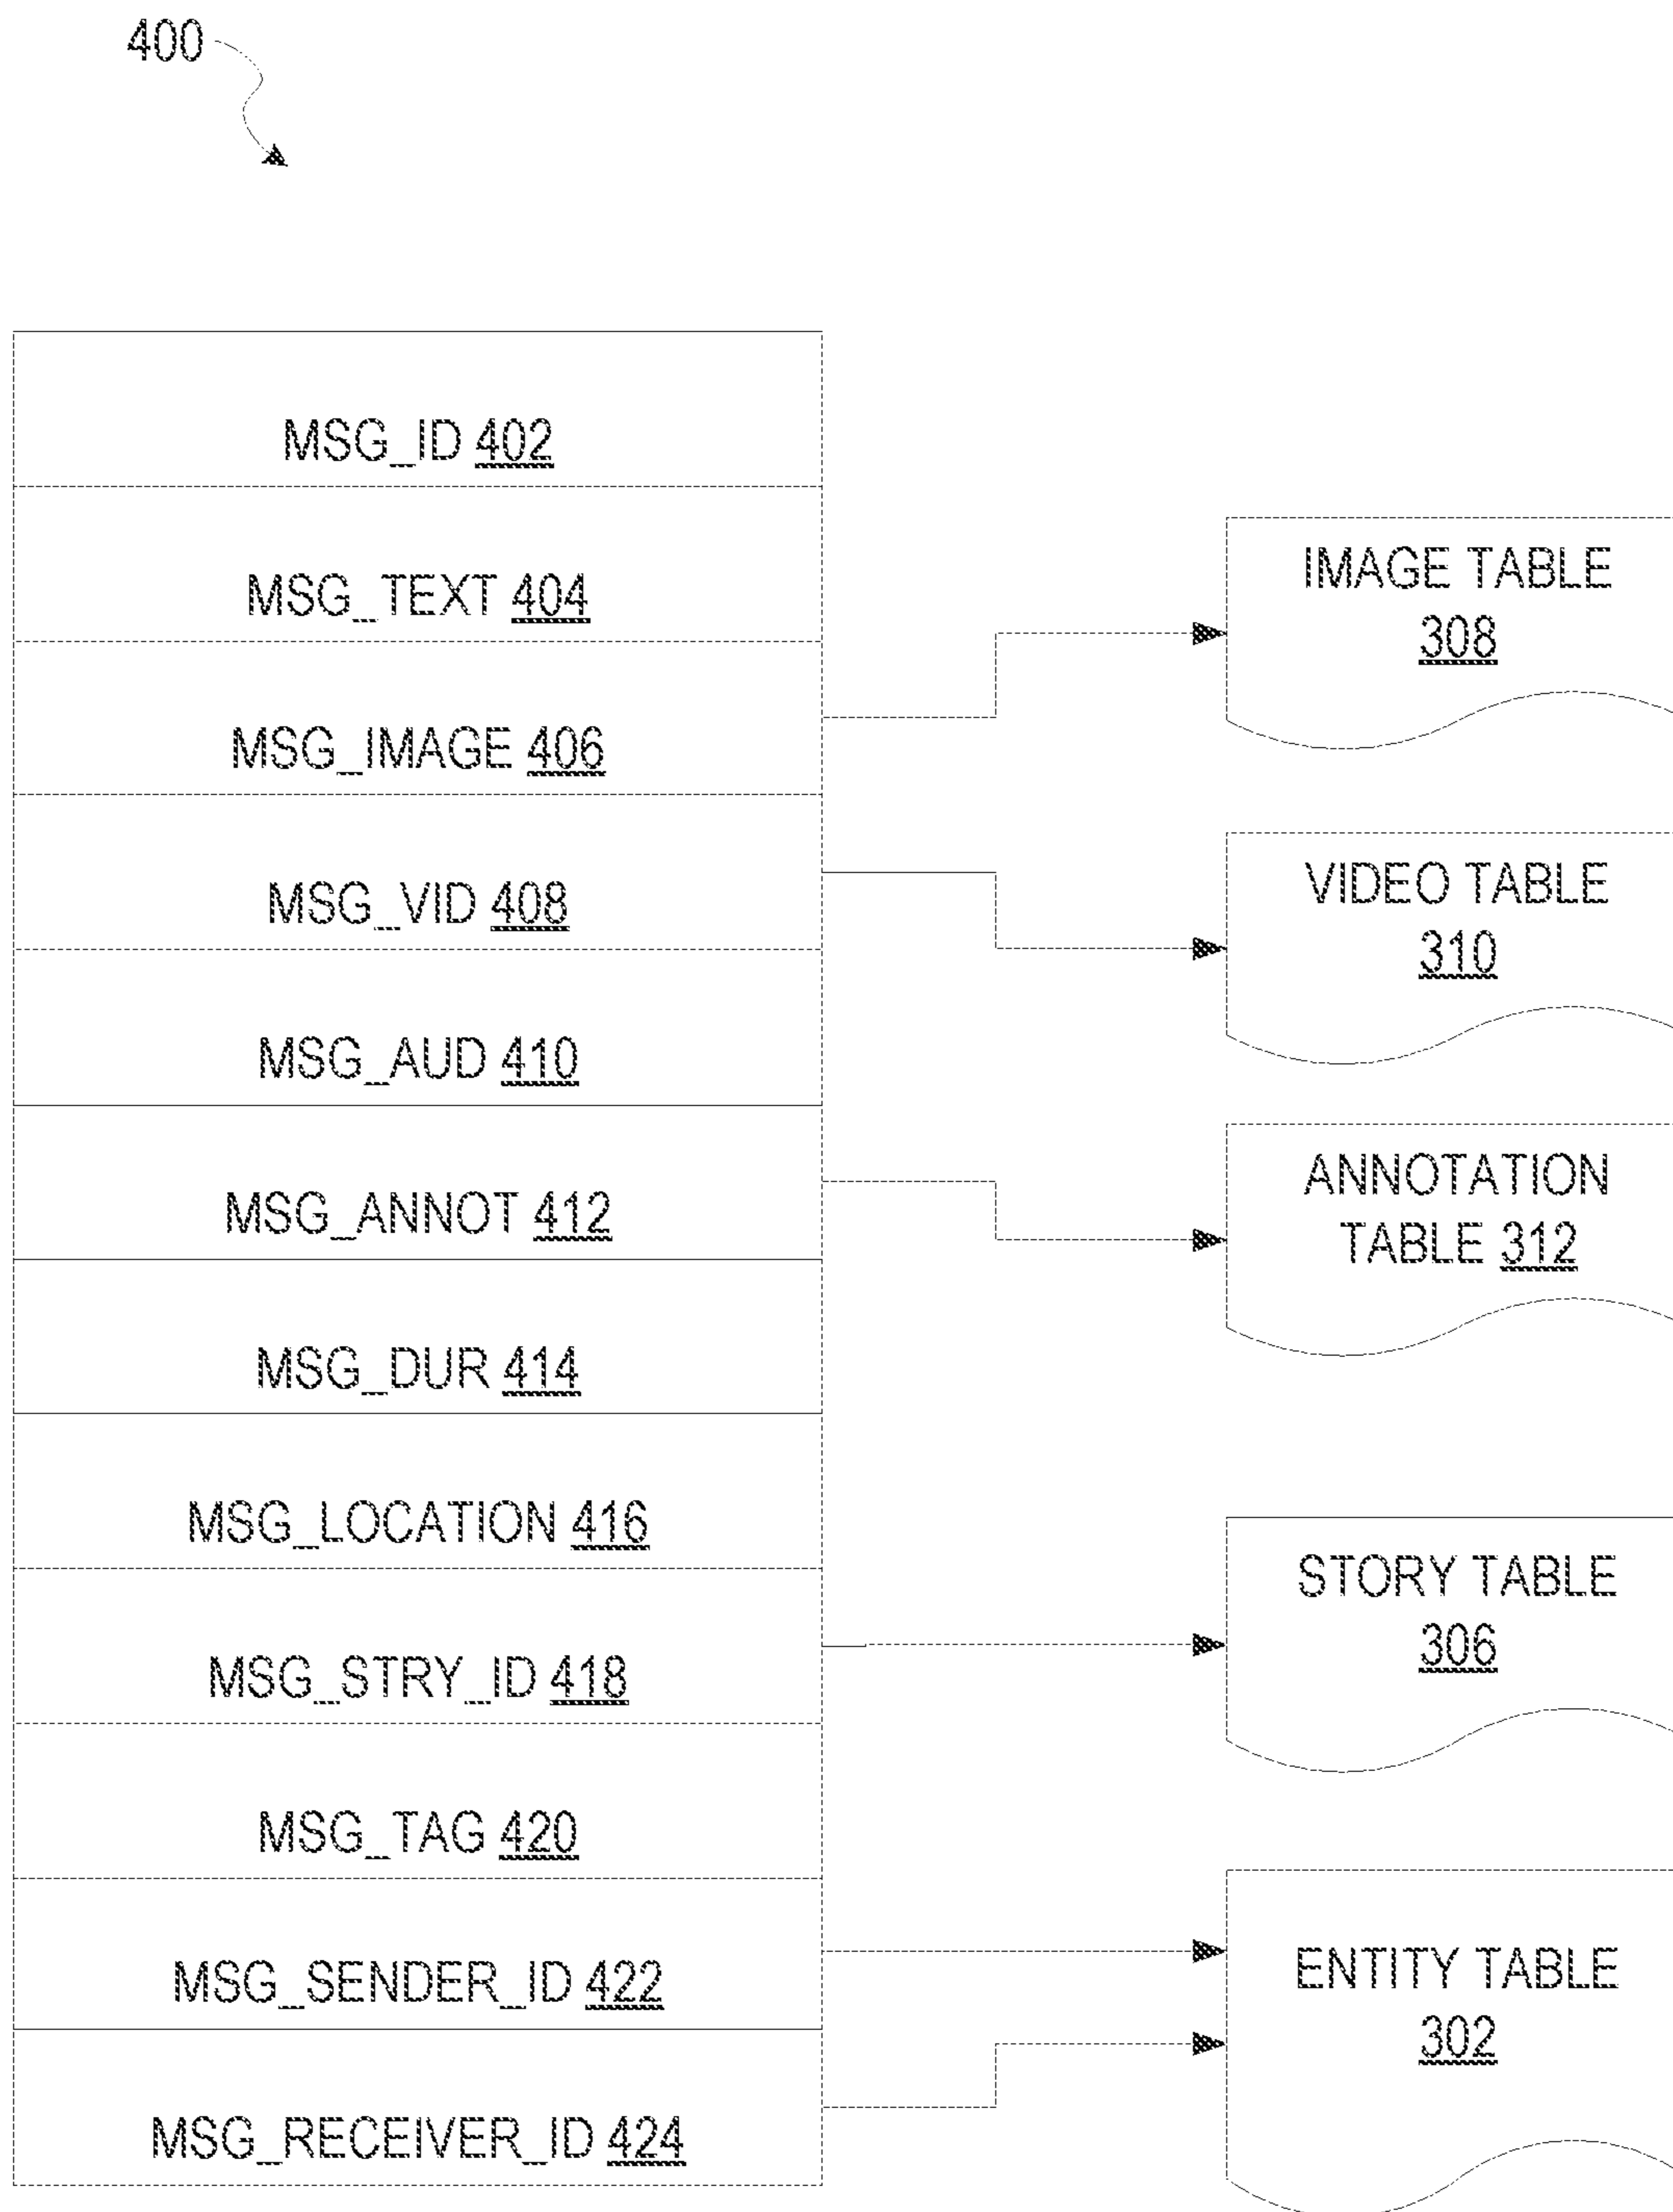 400
MSG_ID 402
MSG_TEXT 404
MSG_IMAGE 406
MSG_VID 408
MSG_AUD 410
MSG_ANNOT 412
MSG_DUR 414
MSG_LOCATION 416
MSG_STRY_ID 418
MSG_TAG 420
MSG_SENDER_ID 422
MSG_RECEIVER_ID 424
IMAGE TABLE
308
VIDEO TABLE
310
ANNOTATION
TABLE 312
STORY TABLE
306
ENTITY TABLE
302